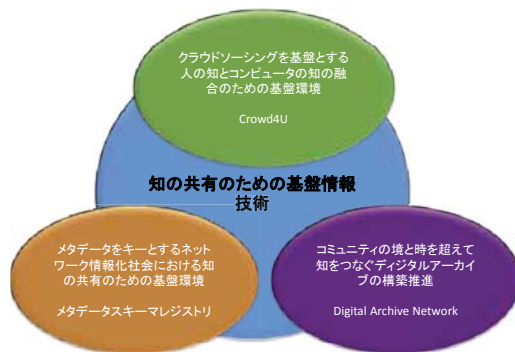 クラウドソーシングを基盤とする
人の知とコンピュータの知の融
合のための基盤環境
Crowd4U
知の共有のための基盤情報
技術
メタデータをキーとするネット
ワーク情報化社会における知
の共有のための基盤環境
メタデータスキーマレジストリ
コミュニティの境と時を超えて
知をつなぐディジタルアーカイ
ブの構築推進
Digital Archive Network